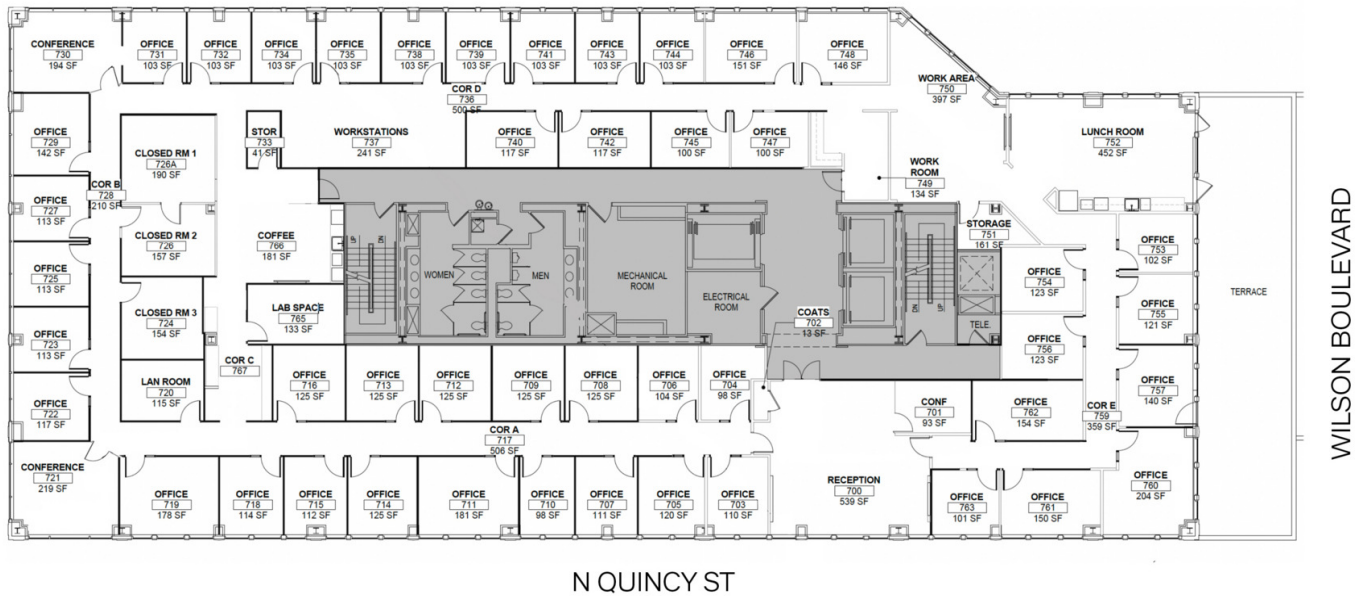 CONFERENCE
730
194 SF
OFFICE
731
103 SF
OFFICE
732
103 SF
OFFICE
734
103 SF
OFFICE
735
103 SF
OFFICE
738
103 SF
OFFICE
739
103 SF
OFFICE
741
103 SF
OFFICE
743
103 SF
OFFICE
744
103 SF
OFFICE
746
151 SF
OFFICE
748
146 SF
WORK AREA
750
397 SF
COR D
736
500 SF
OFFICE
729
142 SF
CLOSED RM 1
726A
190 SF
STOR
733
41 SF
WORKSTATIONS
737
241 SF
OFFICE
740
117 SF
OFFICE
742
117 SF
OFFICE
745
100 SF
OFFICE
747
100 SF
LUNCH ROOM
752
452 SF
WORK
ROOM
749
134 SF
COR B
728
210 SF
OFFICE
727
113 SF
CLOSED RM 2
726
157 SF
COFFEE
766
181 SF
UP
DN
WOMEN
MEN
MECHANICAL
ROOM
ELECTRICAL
ROOM
STORAGE
751
161 SF
OFFICE
753
102 SF
OFFICE
725
113 SF
OFFICE
754
123 SF
TERRACE
WILSON BOULEVARD
OFFICE
723
113 SF
CLOSED RM 3
724
154 SF
LAB SPACE
765
133 SF
COATS
702
13 SF
DN
UP
TELE.
OFFICE
755
121 SF
OFFICE
756
123 SF
COR C
767
LAN ROOM
720
115 SF
OFFICE
716
125 SF
OFFICE
713
125 SF
OFFICE
712
125 SF
OFFICE
709
125 SF
OFFICE
708
125 SF
OFFICE
706
104 SF
OFFICE
704
98 SF
OFFICE
757
140 SF
OFFICE
722
117 SF
CONF
701
93 SF
OFFICE
762
154 SF
COR E
759
359 SF
COR A
717
506 SF
CONFERENCE
721
219 SF
OFFICE
719
178 SF
OFFICE
718
114 SF
OFFICE
715
112 SF
OFFICE
714
125 SF
OFFICE
711
181 SF
OFFICE
710
98 SF
OFFICE
707
111 SF
OFFICE
705
120 SF
OFFICE
703
110 SF
RECEPTION
700
539 SF
OFFICE
763
101 SF
OFFICE
761
150 SF
OFFICE
760
204 SF
N QUINCY ST